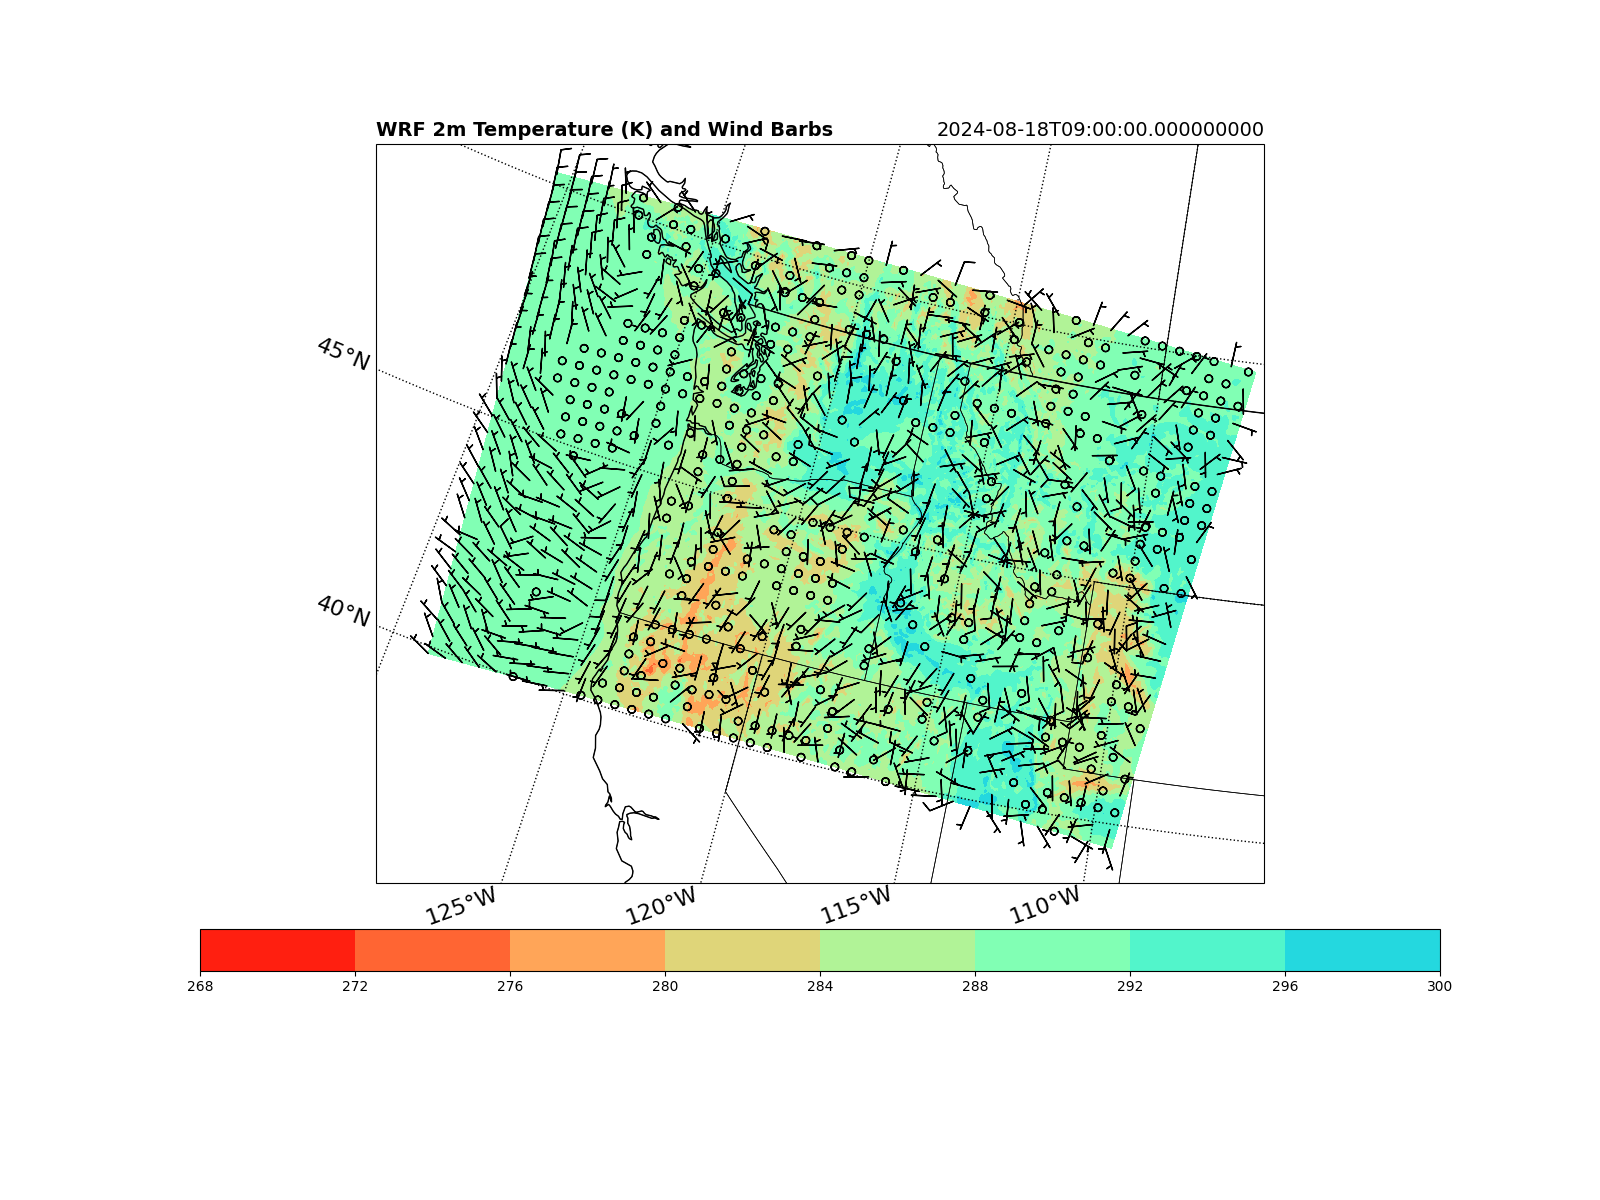 WRF 2m Temperature (K) and Wind Barbs 2024-08-18T09:00:00.000000000
45°N
40°N
125°W 120°W 115°W 110°W
268 272 276 280 284 288 292 296 300